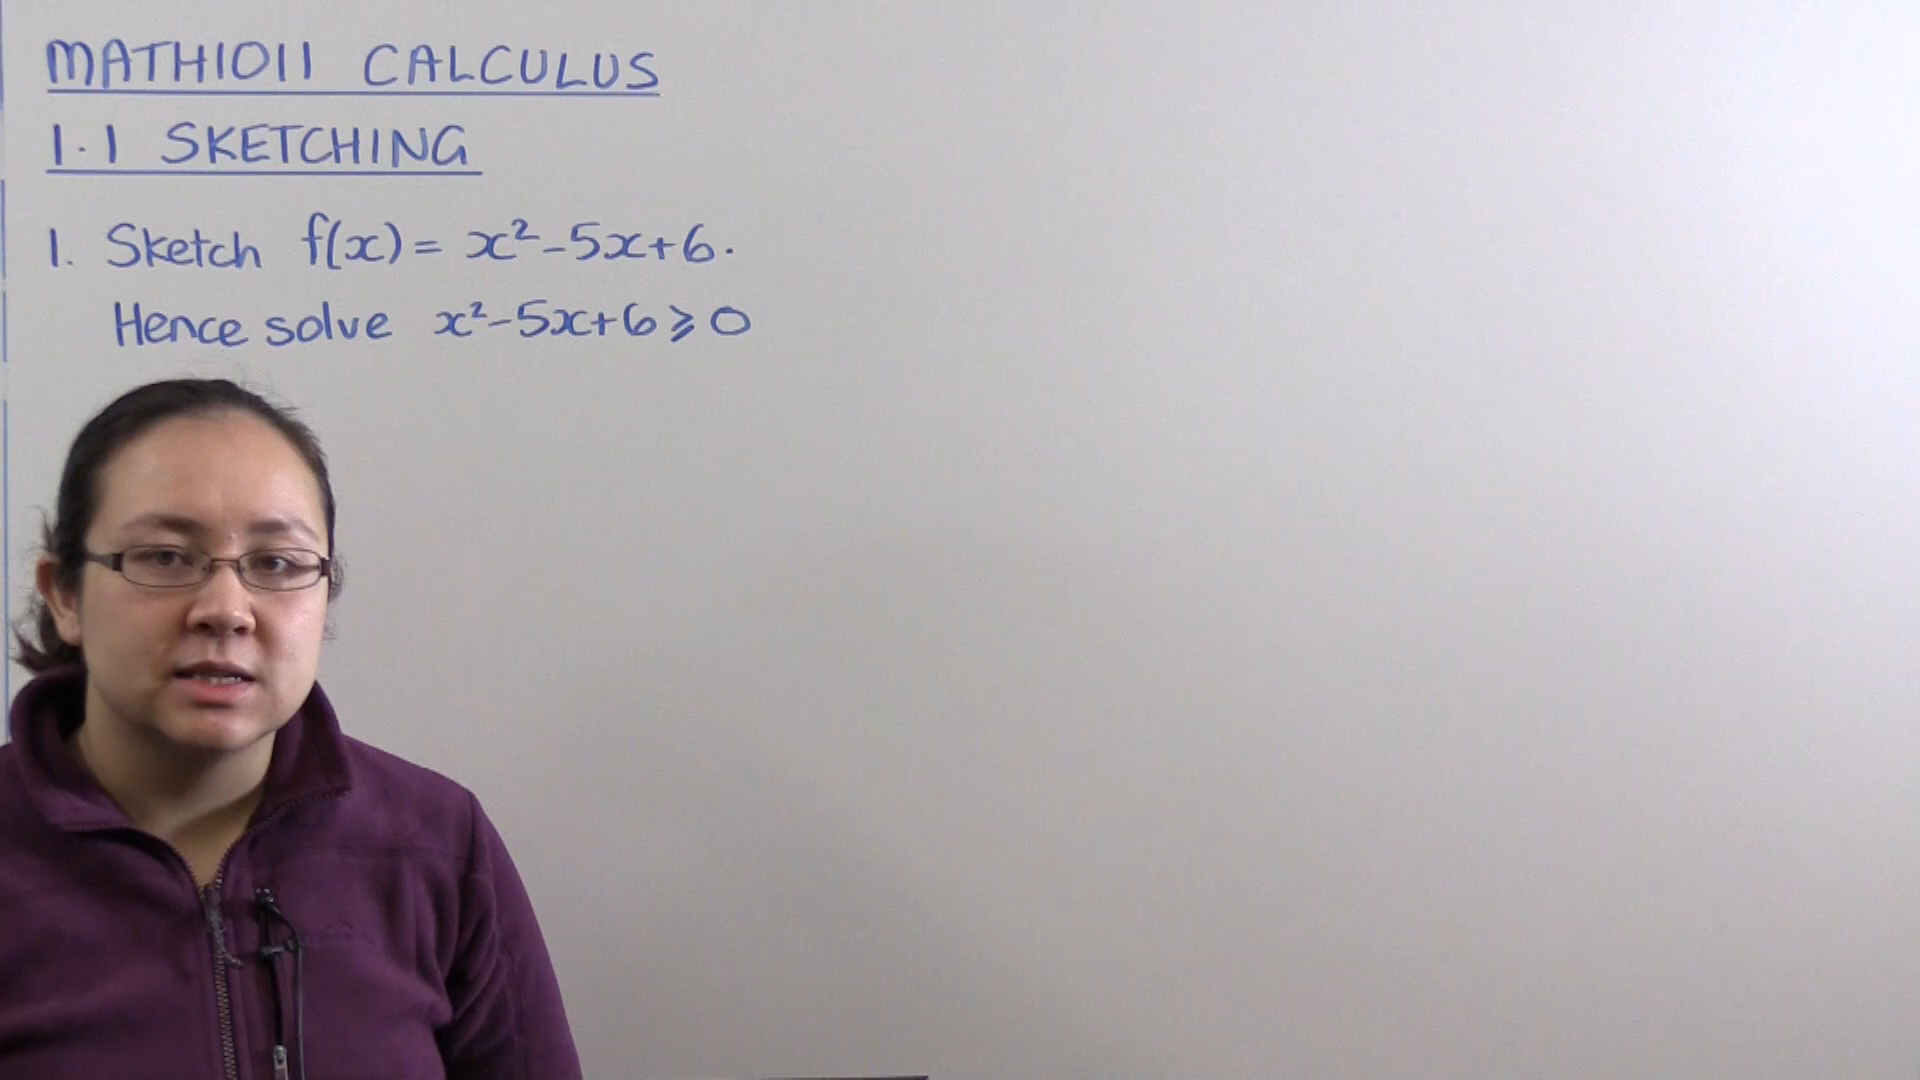 MATH1011 CALCULUS
1.1 SKETCHING
1. Sketch f(x) = x²-5x+6.
Hence solve x²-5x+6 ⩾ 0